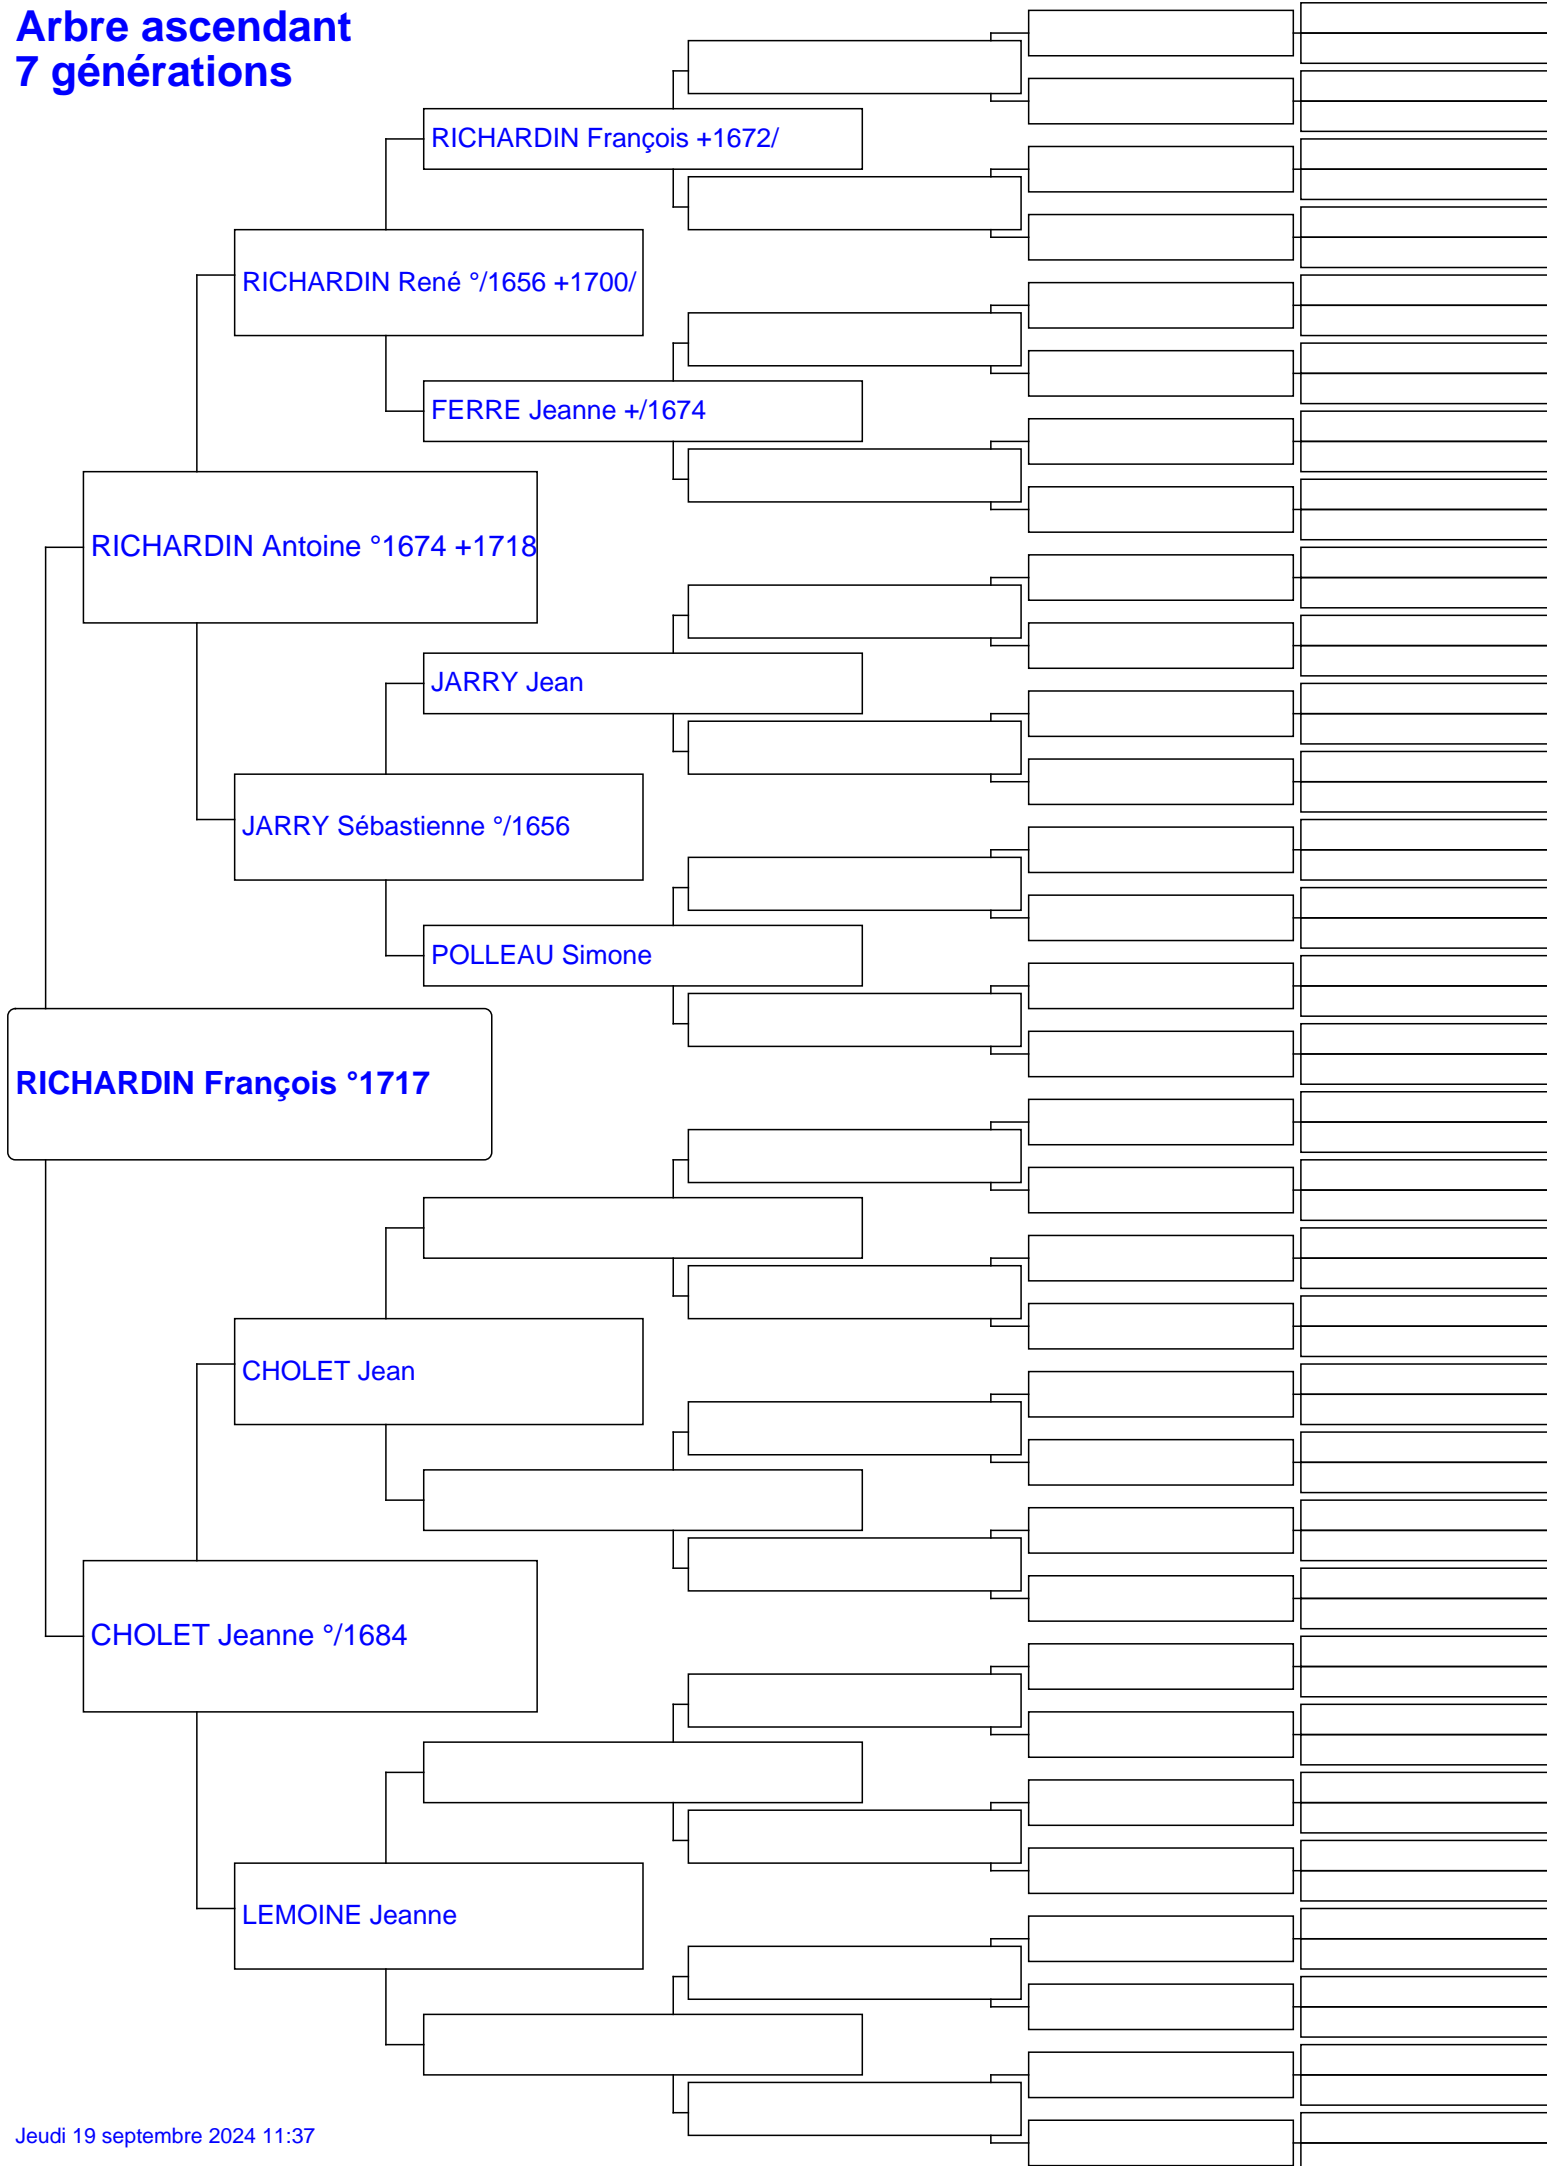 Arbre ascendant
7 générations
RICHARDIN François +1672/
RICHARDIN René °/1656 +1700/
FERRE Jeanne +/1674
RICHARDIN Antoine °1674 +1718
JARRY Jean
JARRY Sébastienne °/1656
POLLEAU Simone
RICHARDIN François °1717
CHOLET Jean
CHOLET Jeanne °/1684
LEMOINE Jeanne
Jeudi 19 septembre 2024 11:37